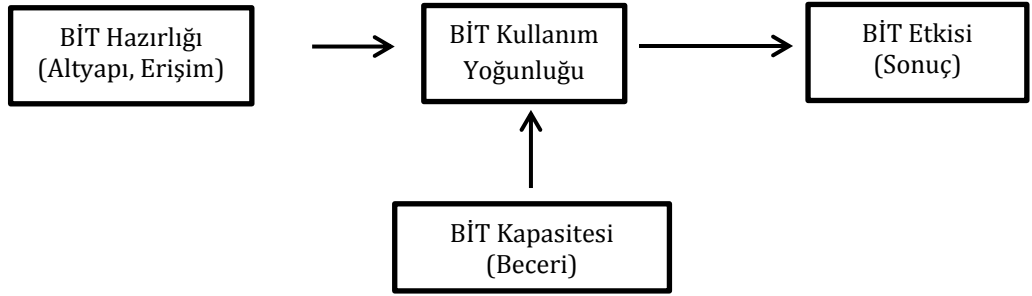 BİT Hazırlığı
(Altyapı, Erişim)
BİT Kullanım
Yoğunluğu
BİT Etkisi
(Sonuç)
BİT Kapasitesi
(Beceri)